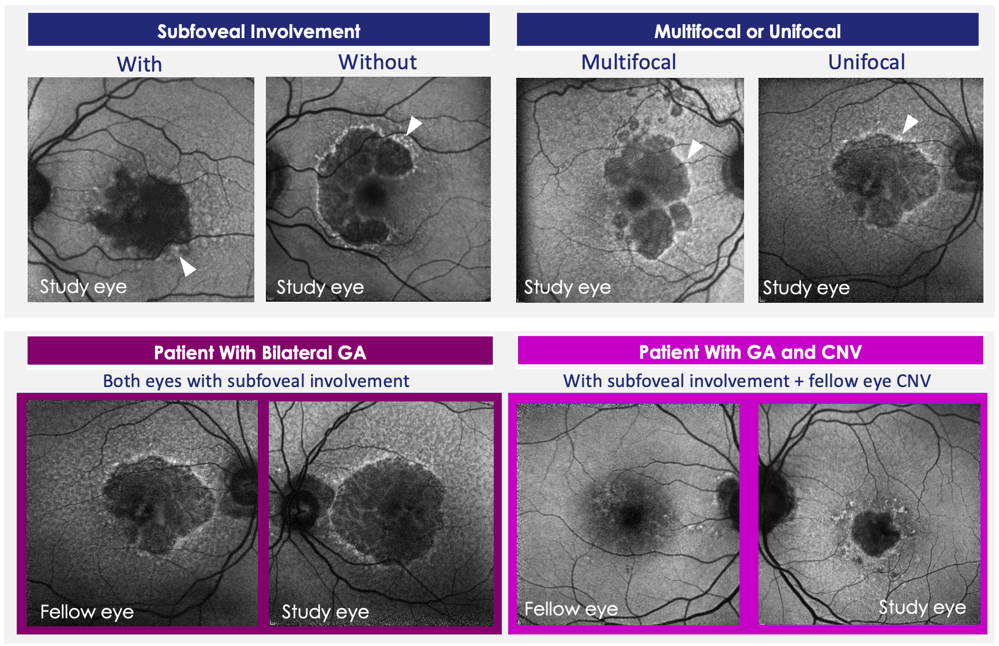 Subfoveal Involvement
With
Without
Study eye
Study eye
Multifocal or Unifocal
Multifocal
Unifocal
Study eye
Study eye
Patient With Bilateral GA
Both eyes with subfoveal involvement
Fellow eye
Study eye
Patient With GA and CNV
With subfoveal involvement + fellow eye CNV
Fellow eye
Study eye